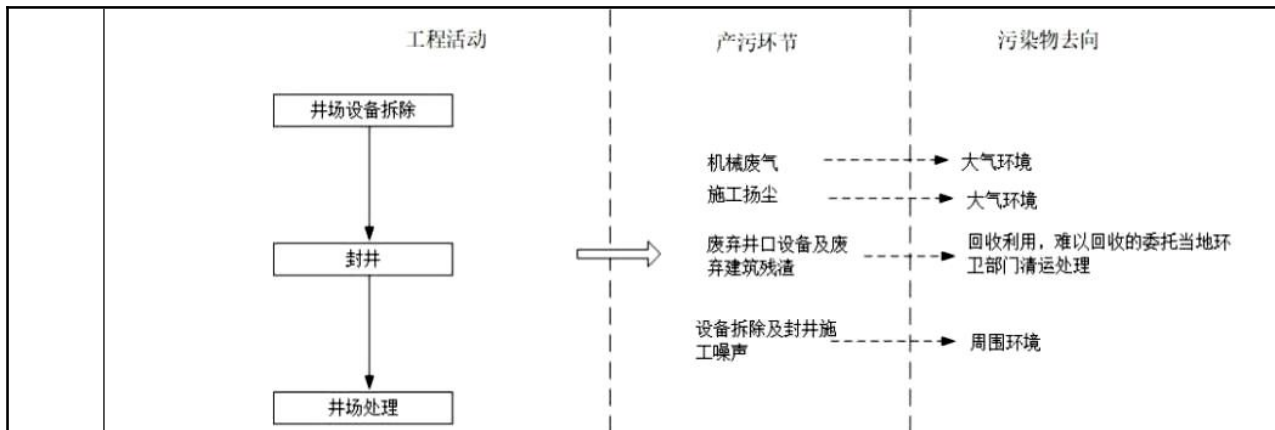 工程活动
产污环节
污染物去向
井场设备拆除
封井
井场处理
机械废气
大气环境
施工扬尘
大气环境
废弃井口设备及废
弃建筑残渣
回收利用，难以回收的委托当地环
卫部门清运处理
设备拆除及封井施
工噪声
周围环境